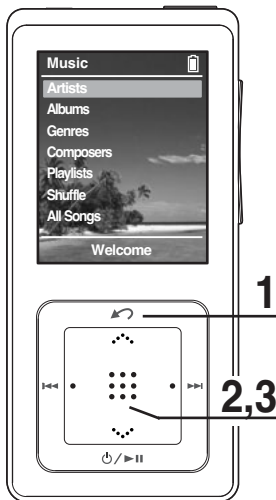 Music
Artists
Albums
Genres
Composers
Playlists
Shuffle
All Songs
Welcome
1
2,3